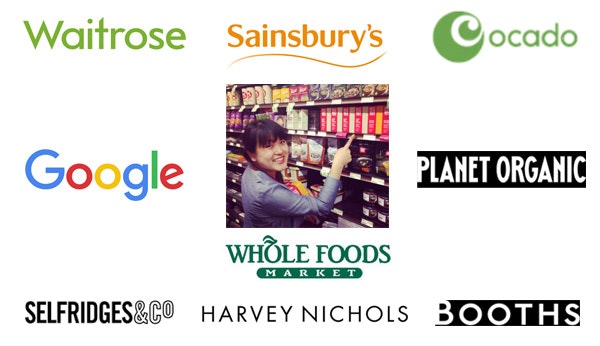 Waitrose
Sainsbury's
ocado
Google
PLANET ORGANIC
WHOLE FOODS
MARKET
SELFRIDGES&CO
HARVEY NICHOLS
BOOTHS